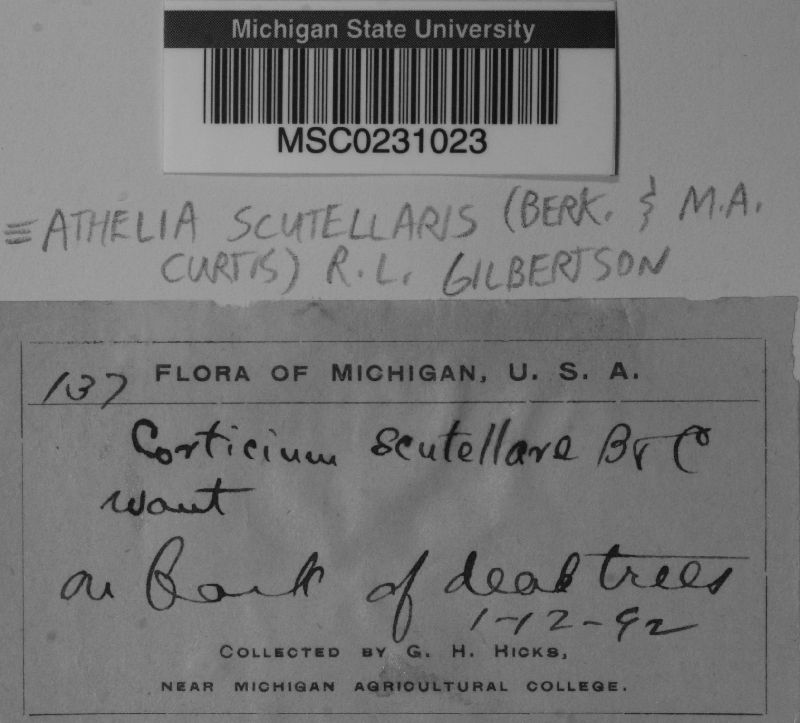 Michigan State University
MSC0231023
≡ ATHELIA SCUTELLARIS (BERK. & M.A.
CURTIS) R.L. GILBERTSON
137 FLORA OF MICHIGAN, U. S. A.
Corticium scutellare B & C
want
on Bark of dead trees
1-12-92
COLLECTED BY G. H. HICKS,
NEAR MICHIGAN AGRICULTURAL COLLEGE.